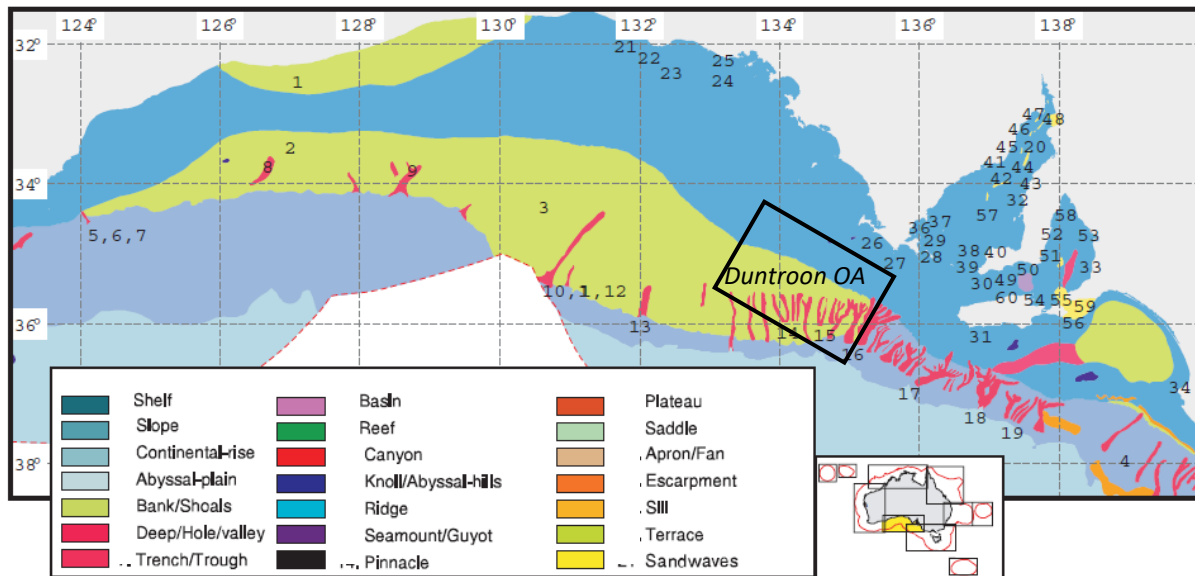 124° 126° 128° 130° 132° 134° 136° 138°
32°
34°
36°
38°
21
22
23
25
24
1
2
8
9
3
5,6,7
10,1,12
13
14
15
16
17
18
19
4
26
27
36
37
29
28
38
40
39
30
49
50
60
54
55
59
56
31
34
33
53
51
52
58
57
32
43
42
44
41
45
20
46
47
48
Duntroon OA
Shelf
Slope
Continental-rise
Abyssal-plain
Bank/Shoals
Deep/Hole/valley
Trench/Trough
Basin
Reef
Canyon
Knoll/Abyssal-hills
Ridge
Seamount/Guyot
Pinnacle
Plateau
Saddle
Apron/Fan
Escarpment
Sill
Terrace
Sandwaves